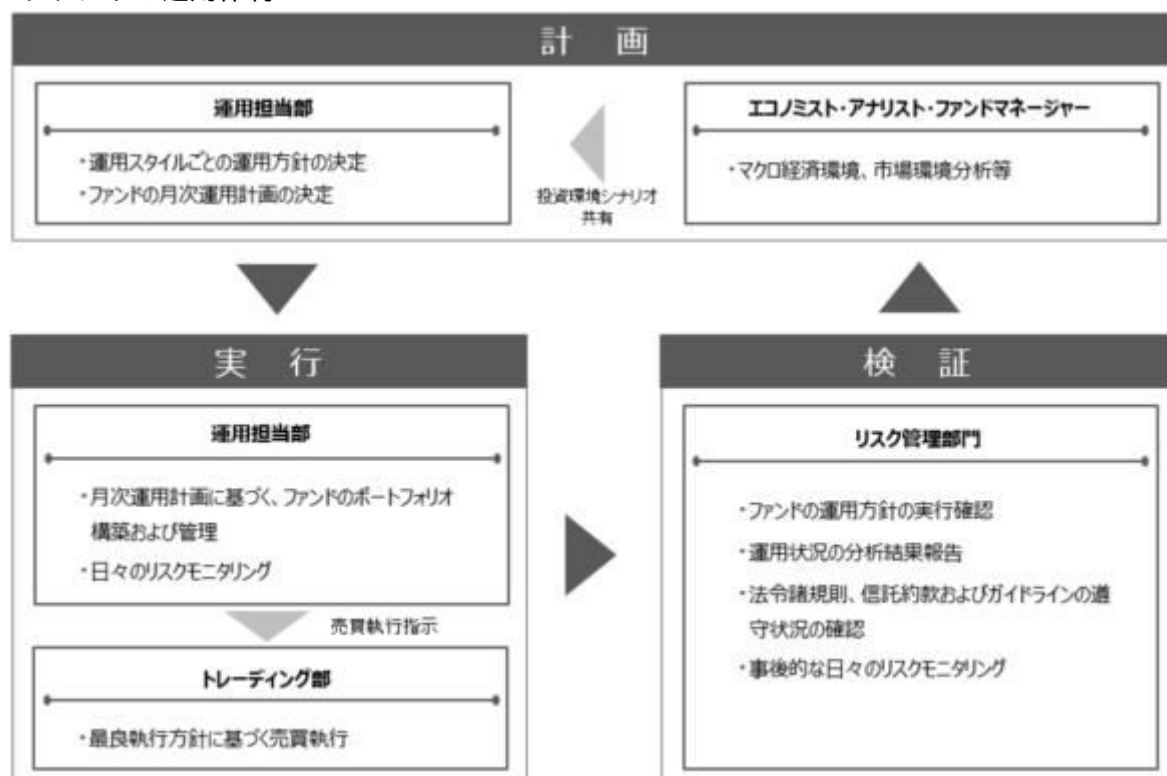 計 画
運用担当部
・運用スタイルごとの運用方針の決定
・ファンドの月次運用計画の決定
投資環境シナリオ
共有
エコノミスト・アナリスト・ファンドマネージャー
・マクロ経済環境、市場環境分析等
実 行
運用担当部
・月次運用計画に基づく、ファンドのポートフォリオ
構築および管理
・日々のリスクモニタリング
売買執行指示
トレーディング部
・最良執行方針に基づく売買執行
検 証
リスク管理部門
・ファンドの運用方針の実行確認
・運用状況の分析結果報告
・法令諸規則、信託約款およびガイドラインの遵
守状況の確認
・事後的な日々のリスクモニタリング